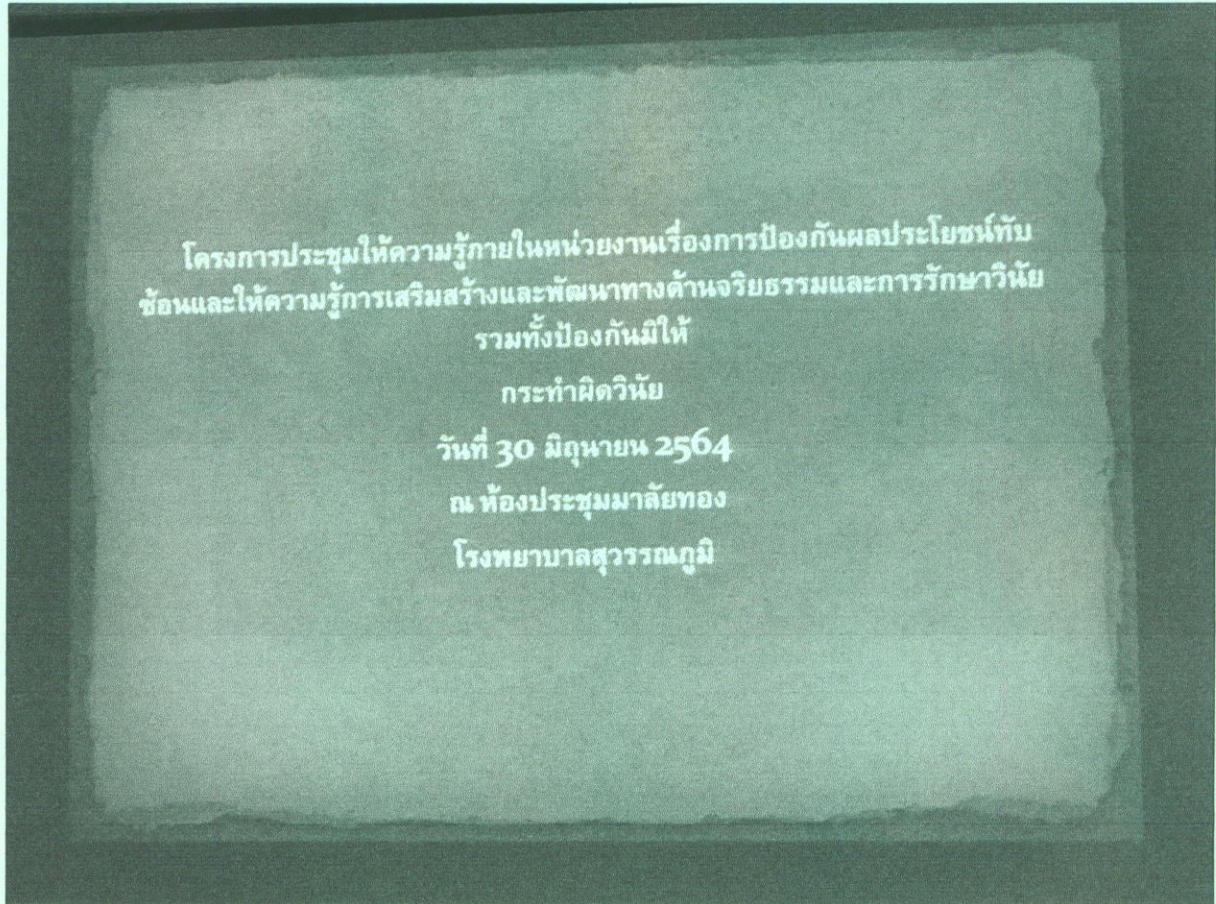 โครงการประชุมให้ความรู้ภายในหน่วยงานเรื่องการป้องกันผลประโยชน์ทับ
ซ้อนและให้ความรู้การเสริมสร้างและพัฒนาทางด้านจริยธรรมและการรักษาวินัย
รวมทั้งป้องกันมิให้
กระทำผิดวินัย
วันที่ 30 มิถุนายน 2564
ณ ห้องประชุมมาลัยทอง
โรงพยาบาลสุวรรณภูมิ